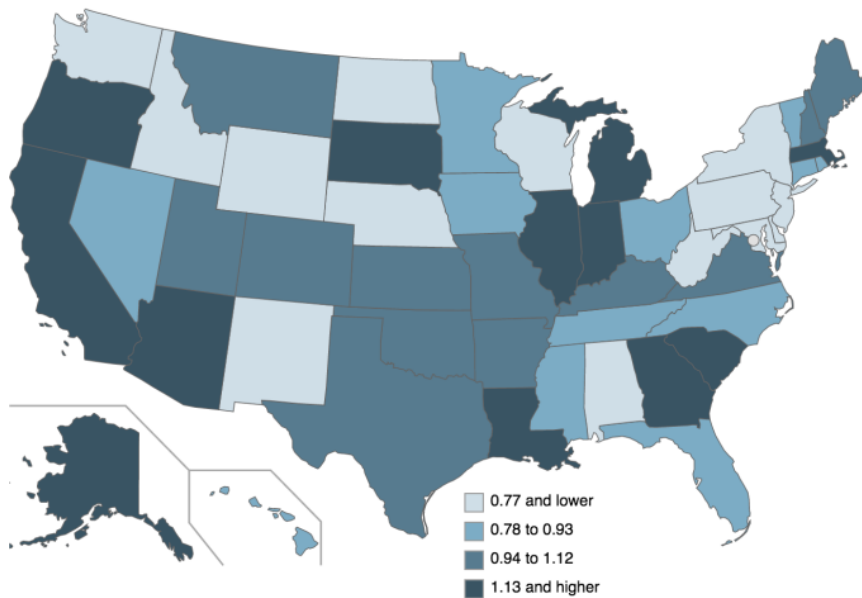 0.77 and lower
0.78 to 0.93
0.94 to 1.12
1.13 and higher